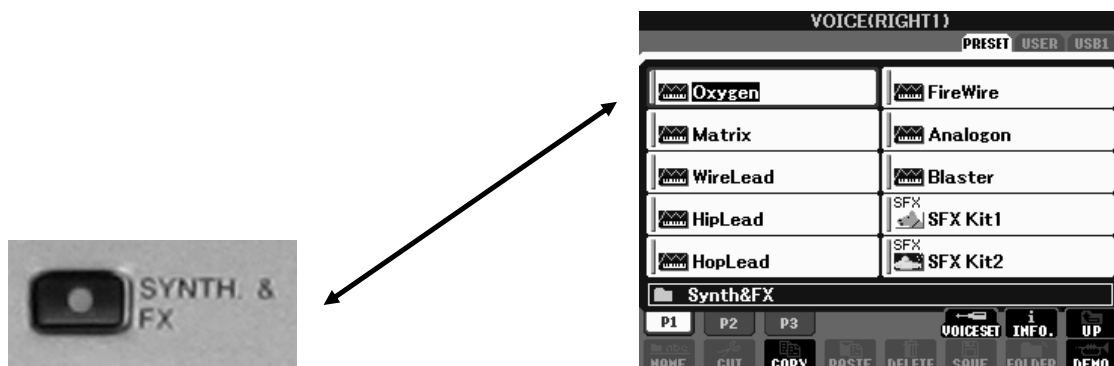 SYNTH. &
FX
VOICE(RIGHT1)
PRESET USER USB1
Oxygen
FireWire
Matrix
Analogon
WireLead
Blaster
HipLead
SFX
SFX Kit1
HopLead
SFX
SFX Kit2
Synth&FX
P1 P2 P3
VOICESET INFO. UP
NAME CUT COPY PASTE DELETE SAVE FOLDER DEMO